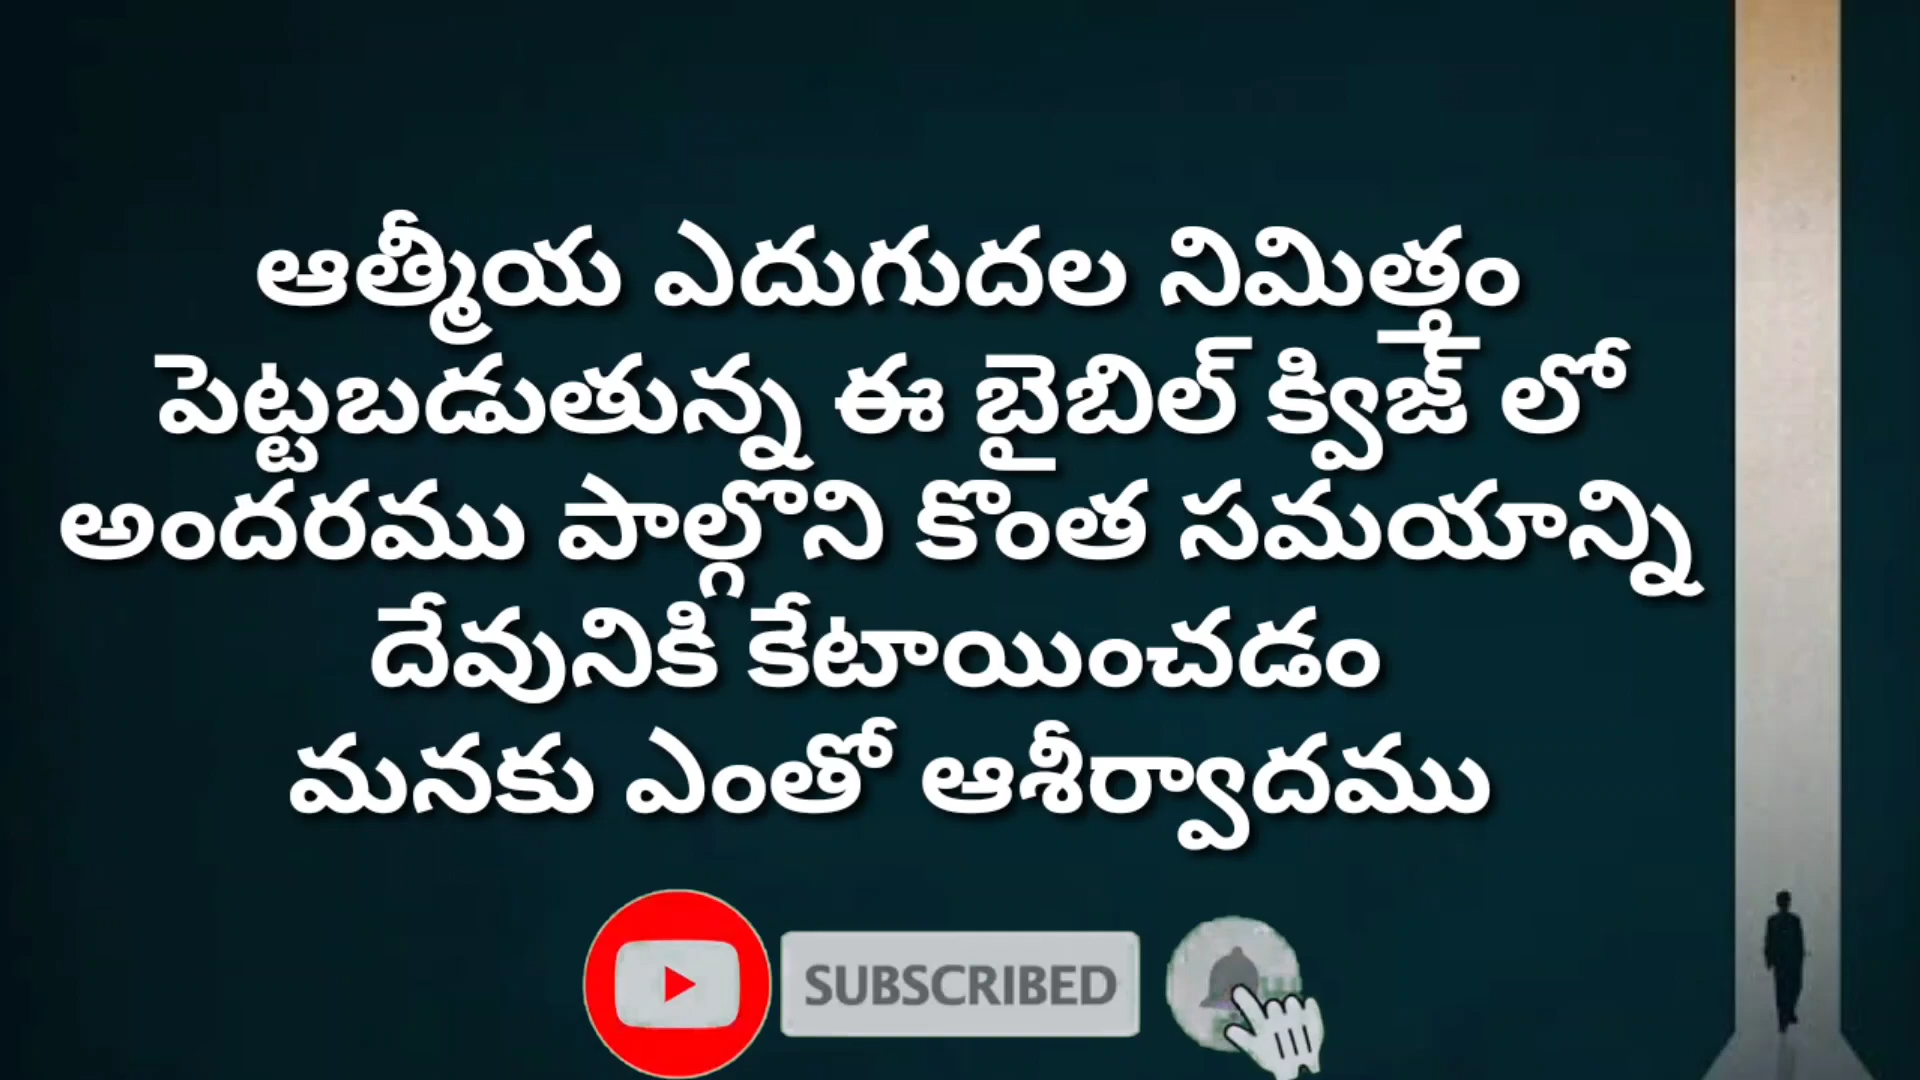 ఆత్మీయ ఎదుగుదల నిమిత్తం
పెట్టబడుతున్న ఈ బైబిల్ క్విజ్ లో
అందరము పాల్గొని కొంత సమయాన్ని
దేవునికి కేటాయించడం
మనకు ఎంతో ఆశీర్వాదము
SUBSCRIBED